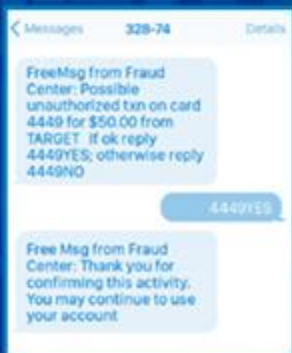 Messages 328-74 Details
FreeMsg from Fraud
Center: Possible
unauthorized txn on card
4449 for $50.00 from
TARGET If ok reply
4449YES; otherwise reply
4449NO
4449YES
Free Msg from Fraud
Center: Thank you for
confirming this activity.
You may continue to use
your account